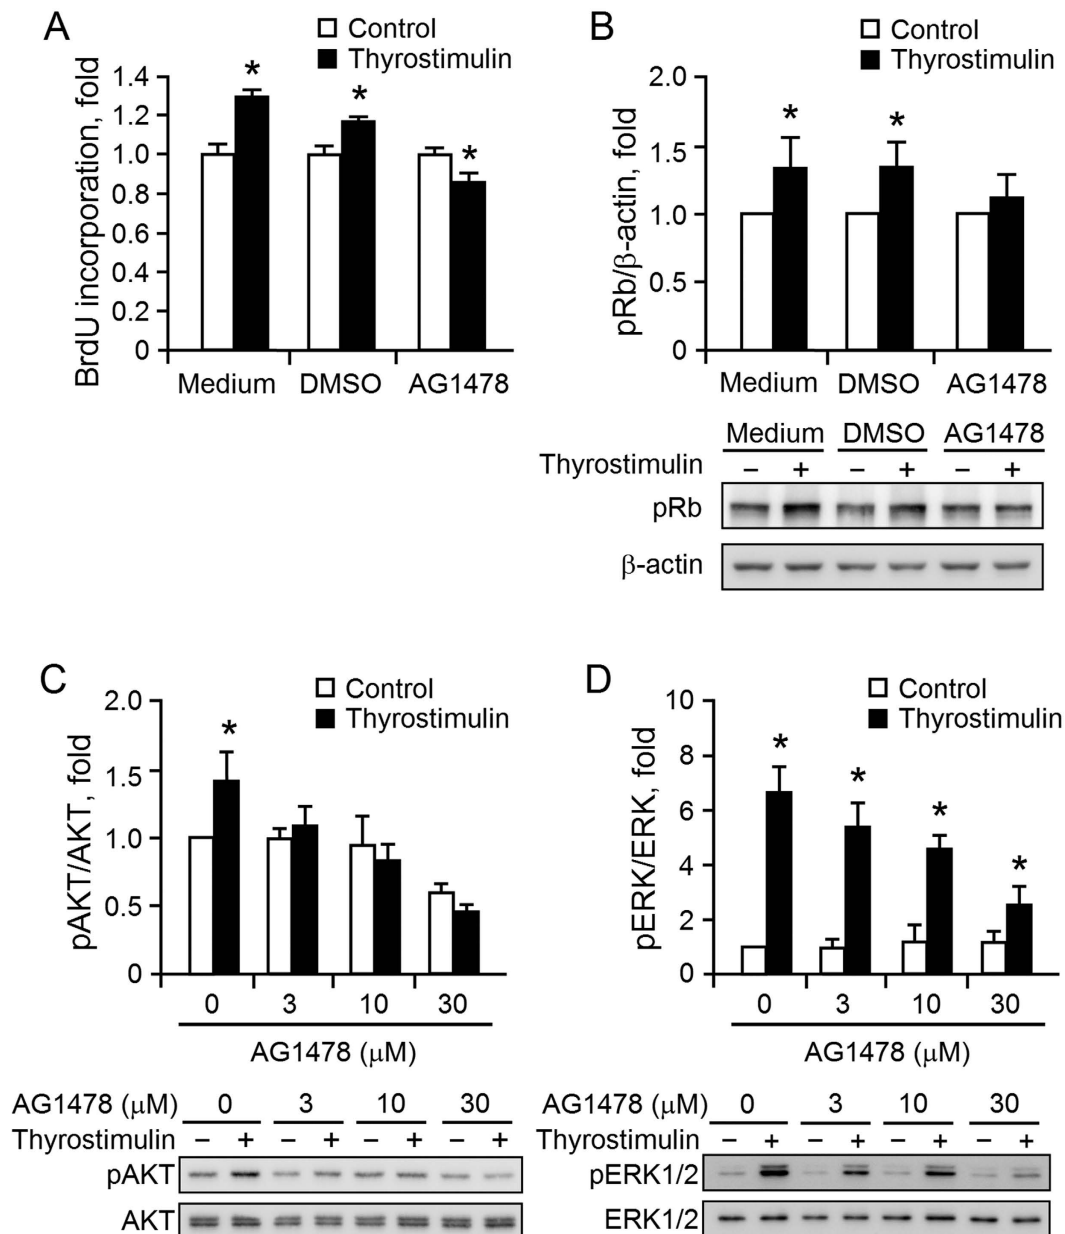 A
Control
Thyrostimulin
BrdU incorporation, fold
1.4
1.2
1.0
0.8
0.6
0.4
0.2
0
*
*
*
Medium DMSO AG1478
B
Control
Thyrostimulin
pRb/β-actin, fold
2.0
1.5
1.0
0.5
0
*
*
Medium DMSO AG1478
Medium DMSO AG1478
Thyrostimulin − + − + − +
pRb
β-actin
C
Control
Thyrostimulin
pAKT/AKT, fold
2.0
1.5
1.0
0.5
0
*
0 3 10 30
AG1478 (μM)
AG1478 (μM) 0 3 10 30
Thyrostimulin − + − + − + − +
pAKT
AKT
D
Control
Thyrostimulin
pERK/ERK, fold
10
8
6
4
2
0
*
*
*
*
0 3 10 30
AG1478 (μM)
AG1478 (μM) 0 3 10 30
Thyrostimulin − + − + − + − +
pERK1/2
ERK1/2